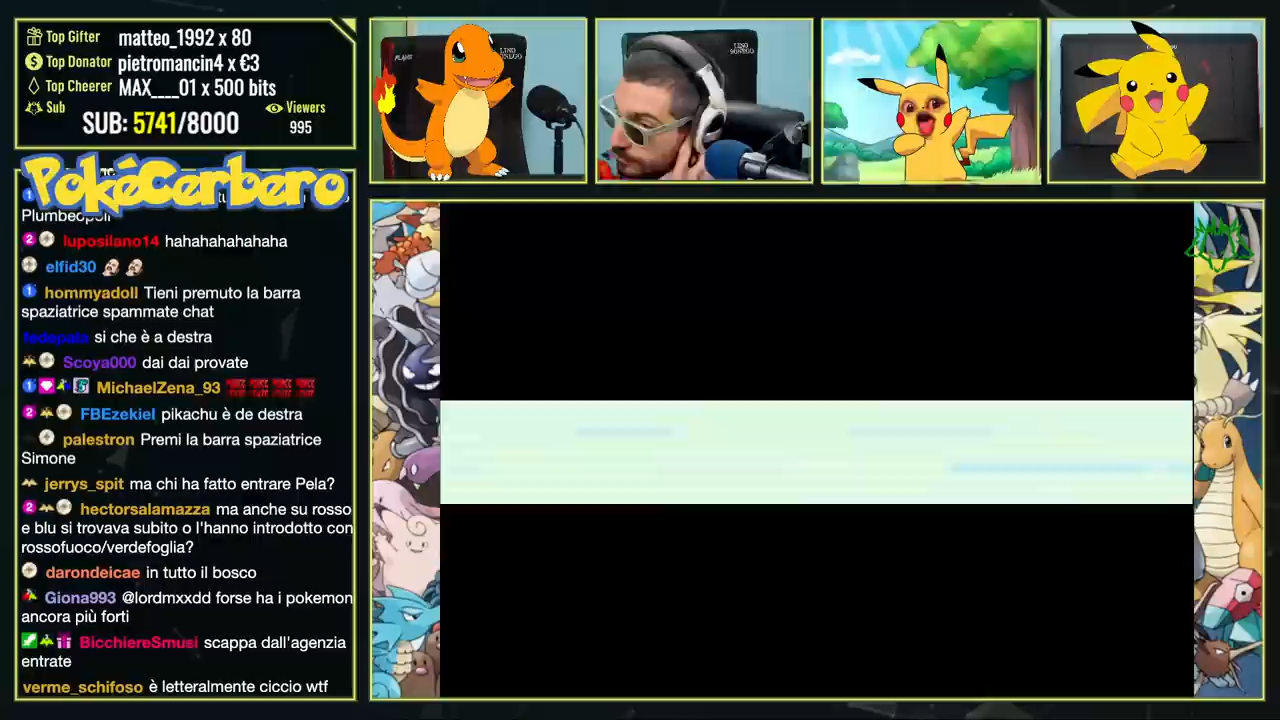 Top Gifter matteo_1992 x 80
Top Donator pietromancin4 x €3
Top Cheerer MAX____01 x 500 bits
Sub
Viewers
SUB: 5741/8000
995
PokéCerbero
Plumbeopoli
luposilano14 hahahahahahaha
elfid30
hommyadoll Tieni premuto la barra
spaziatrice spammate chat
fedepala si che è a destra
Scoya000 dai dai provate
MichaelZena_93
FBEzekiel pikachu è de destra
palestron Premi la barra spaziatrice
Simone
jerrys_spit ma chi ha fatto entrare Pela?
hectorsalamazza ma anche su rosso
e blu si trovava subito o l'hanno introdotto con
rossofuoco/verdefoglia?
darondeicae in tutto il bosco
Giona993 @lordmxxdd forse ha i pokemon
ancora più forti
BicchiereSmusi scappa dall'agenzia
entrate
verme_schifoso è letteralmente ciccio wtf